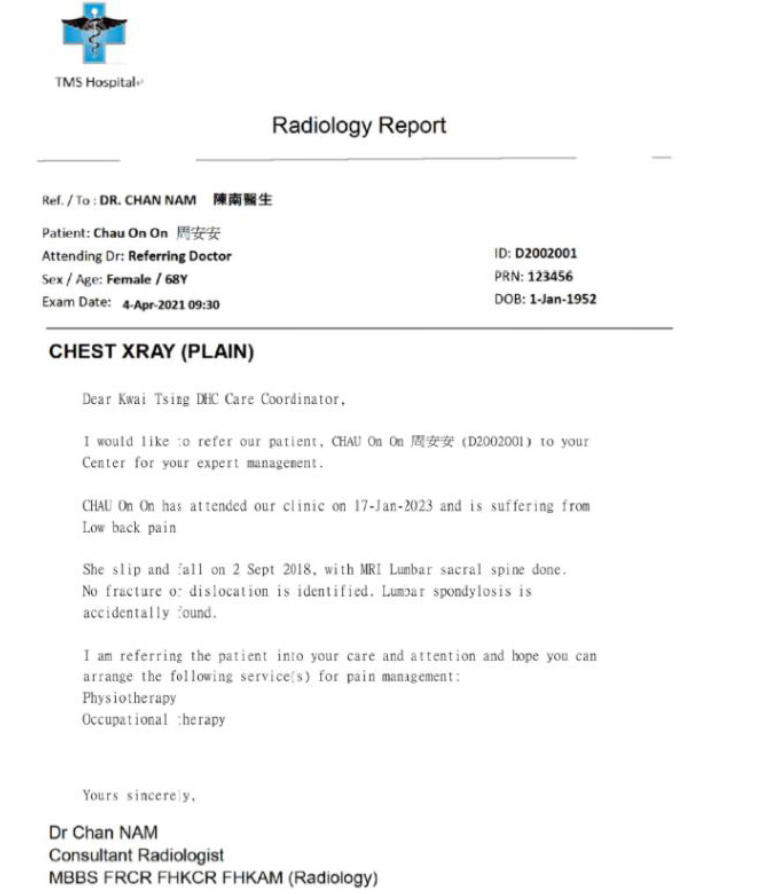 TMS Hospital
Radiology Report
Ref. / To : DR. CHAN NAM 陳南醫生
Patient: Chau On On 周安安
Attending Dr: Referring Doctor
ID: D2002001
Sex / Age: Female / 68Y
PRN: 123456
Exam Date: 4-Apr-2021 09:30
DOB: 1-Jan-1952
CHEST XRAY (PLAIN)
Dear Kwai Tsing DHC Care Coordinator,
I would like to refer our patient, CHAU On On 周安安 (D2002001) to your
Center for your expert management.
CHAU On On has attended our clinic on 17-Jan-2023 and is suffering from
Low back pain
She slip and fall on 2 Sept 2018, with MRI Lumbar sacral spine done.
No fracture or dislocation is identified. Lumbar spondylosis is
accidentally found.
I am referring the patient into your care and attention and hope you can
arrange the following service(s) for pain management:
Physiotherapy
Occupational therapy
Yours sincerely,
Dr Chan NAM
Consultant Radiologist
MBBS FRCR FHKCR FHKAM (Radiology)